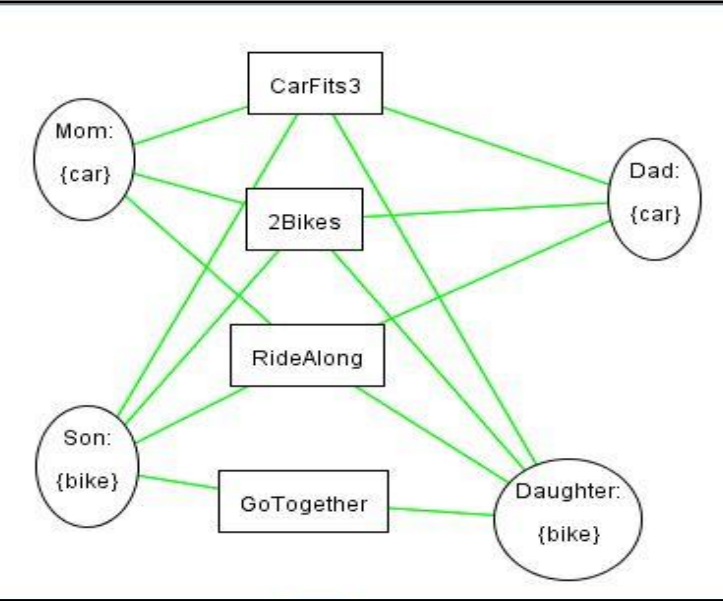 CarFits3
Mom:
{car}
Dad:
{car}
2Bikes
RideAlong
Son:
{bike}
GoTogether
Daughter:
{bike}